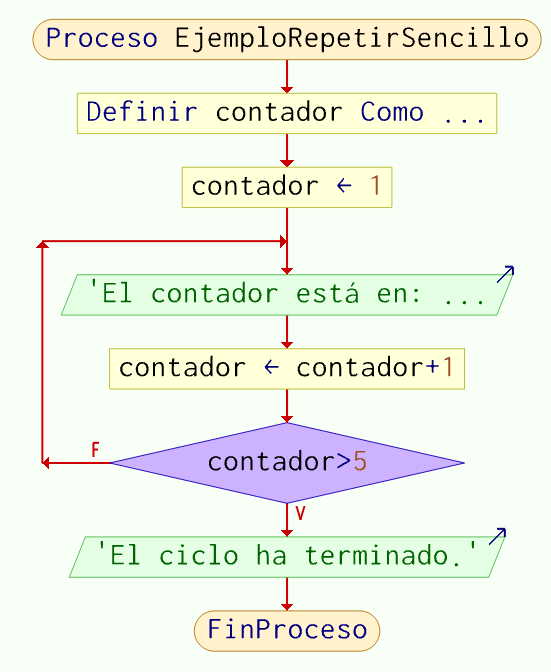 Proceso EjemploRepetirSencillo
Definir contador Como ...
contador ← 1
'El contador está en: ...
contador ← contador+1
contador>5
F
V
'El ciclo ha terminado.'
FinProceso